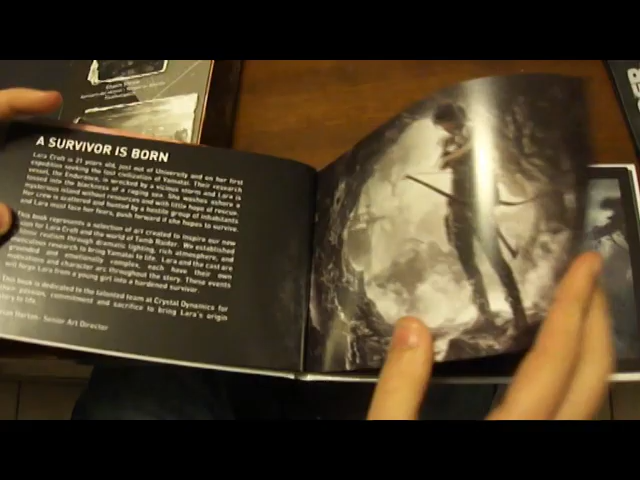 A SURVIVOR IS BORN
Lara Croft is 21 years old, just out of University and on her first
expedition seeking the lost civilization of Yamatai. Their research
vessel, the Endurance, is wrecked by a vicious storm and Lara is
tossed into the blackness of a raging sea. She washes ashore a
mysterious island without resources and with little hope of rescue.
Her crew is scattered and hunted by a hostile group of inhabitants
and Lara must face her fears, push forward if she hopes to survive.
This book represents a selection of art created to inspire our new
for Lara Croft and the world of Tomb Raider. We established
realism through dramatic lighting, rich atmosphere, and
resources to bring Yamatai to life. Lara and the cast are
and emotionally complex, each have their own
motivations and character arc throughout the story. These events
will forge Lara from a young girl into a hardened survivor.
This book is dedicated to the talented team at Crystal Dynamics for
their passion, commitment and sacrifice to bring Lara's origin
story to life.
Horton- Senior Art Director